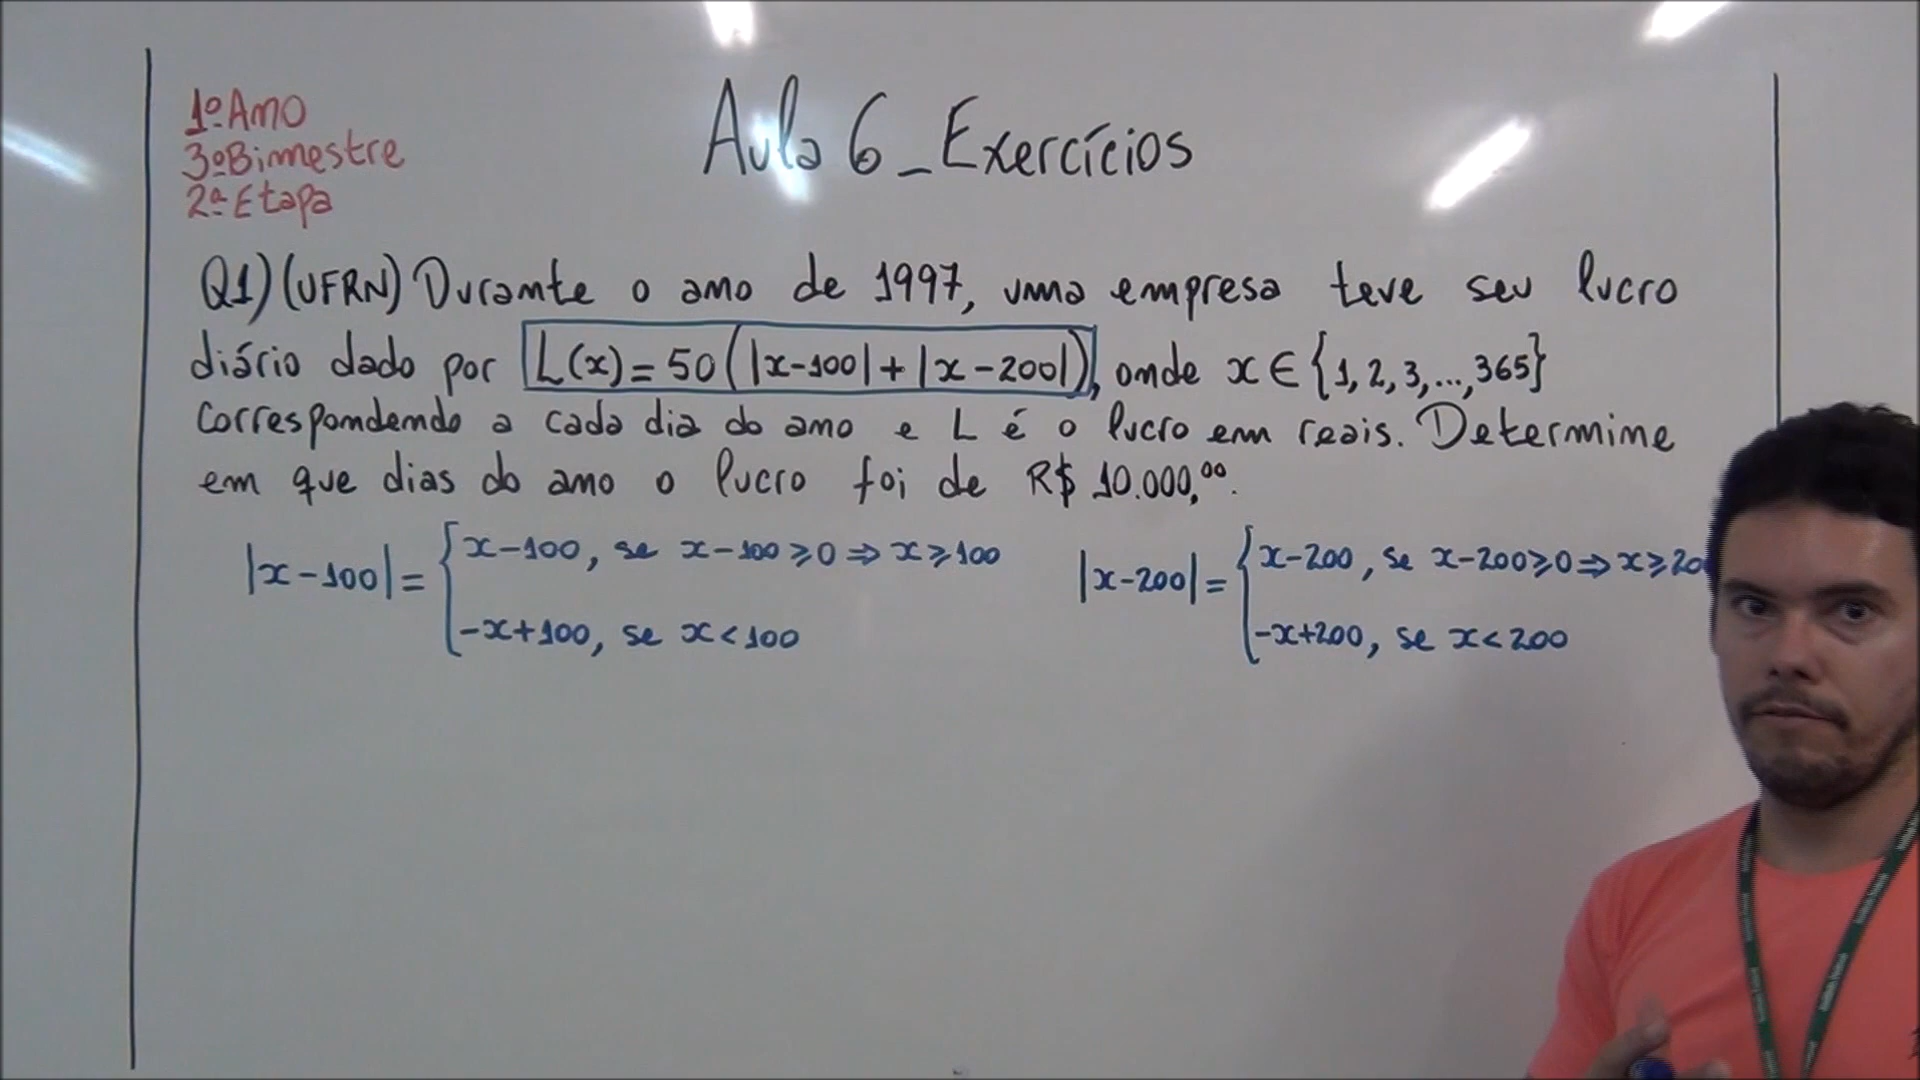 1º Ano
3º Bimestre
2ª Etapa
Aula 6 _ Exercícios
Q1) (UFRN) Durante o ano de 1997, uma empresa teve seu lucro
diário dado por L(x) = 50(|x-100| + |x-200|), onde x ∈ {1, 2, 3, ..., 365}
correspondendo a cada dia do ano e L é o lucro em reais. Determine
em que dias do ano o lucro foi de R$ 10.000,00.
|x-100| = { x-100, se x-100 ≥ 0 ⇒ x ≥ 100
-x+100, se x < 100
|x-200| = { x-200, se x-200 ≥ 0 ⇒ x ≥ 20
-x+200, se x < 200